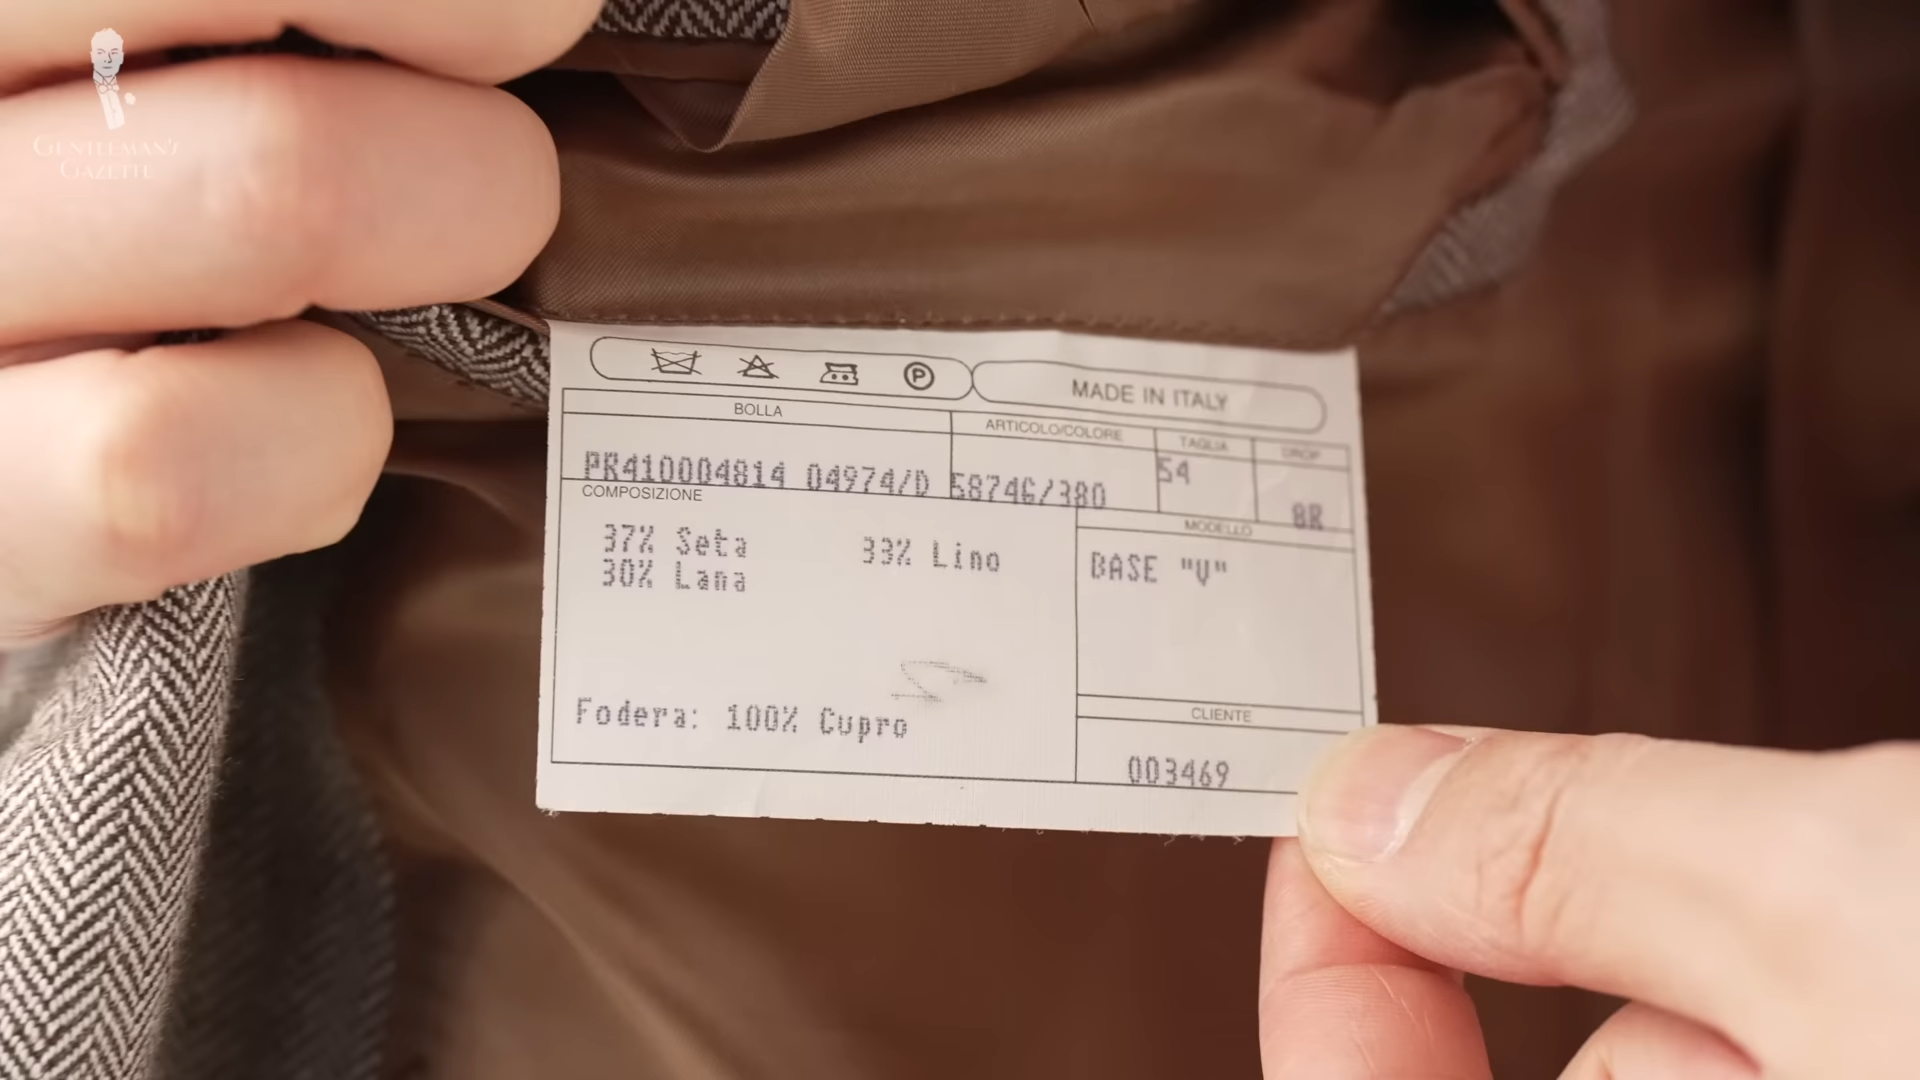 GENTLEMAN'S
GAZETTE
P
MADE IN ITALY
BOLLA
ARTICOLO/COLORE
TAGLIA
DROP
PR410004814 04974/D
58746/380
54
8R
COMPOSIZIONE
MODELLO
37% Seta
33% Lino
30% Lana
BASE "V"
Fodera: 100% Cupro
CLIENTE
003469